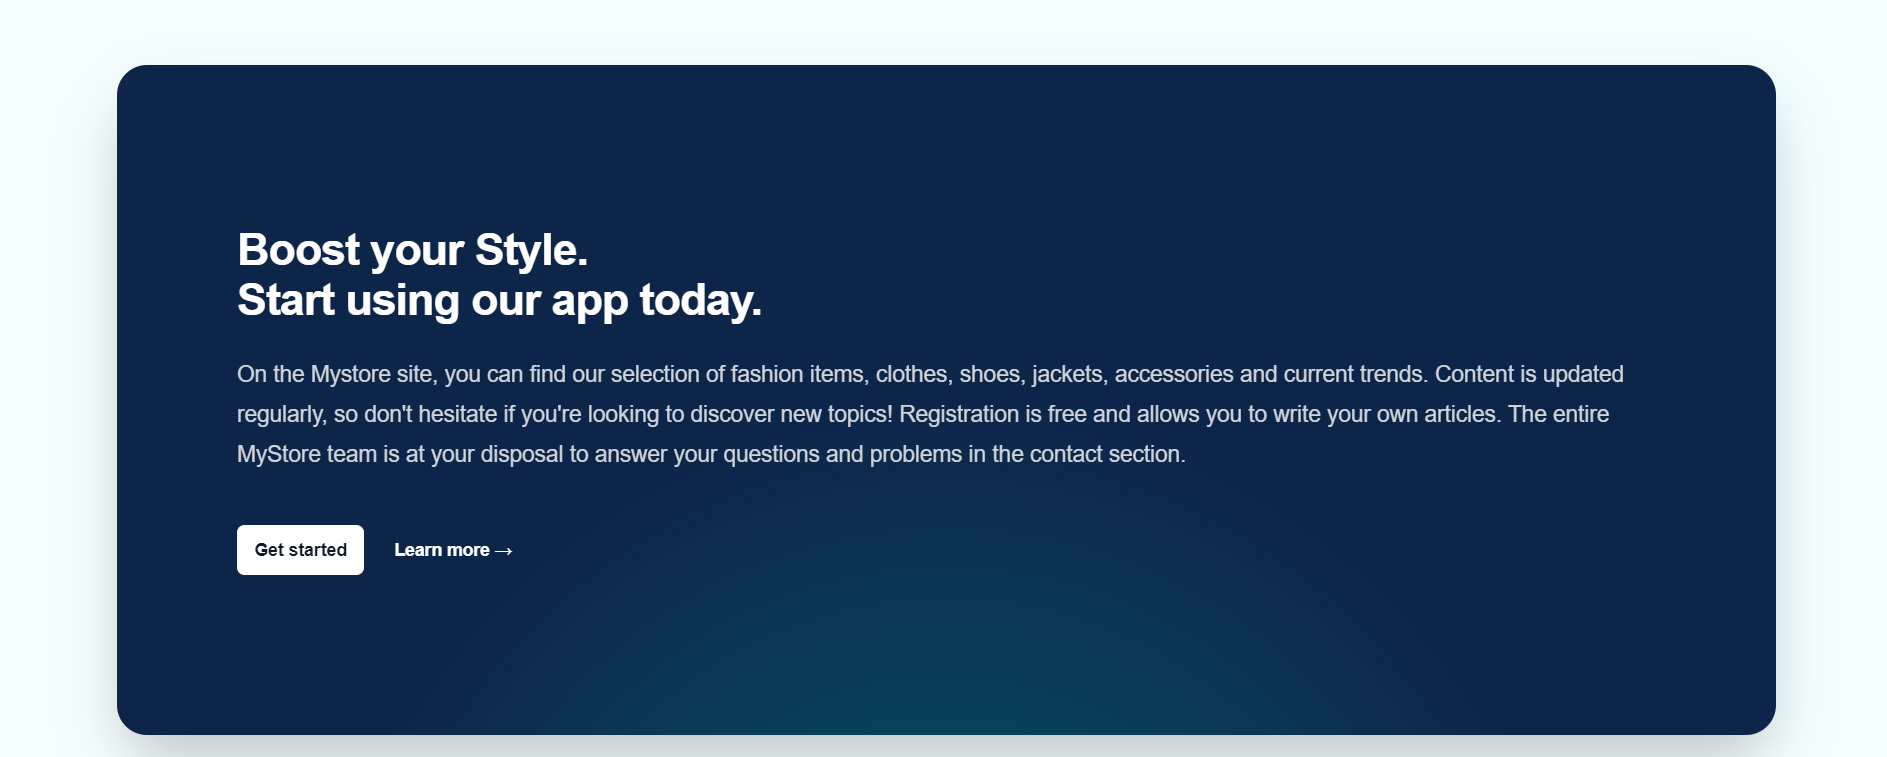 Boost your Style.
Start using our app today.
On the Mystore site, you can find our selection of fashion items, clothes, shoes, jackets, accessories and current trends. Content is updated
regularly, so don't hesitate if you're looking to discover new topics! Registration is free and allows you to write your own articles. The entire
MyStore team is at your disposal to answer your questions and problems in the contact section.
Get started
Learn more →